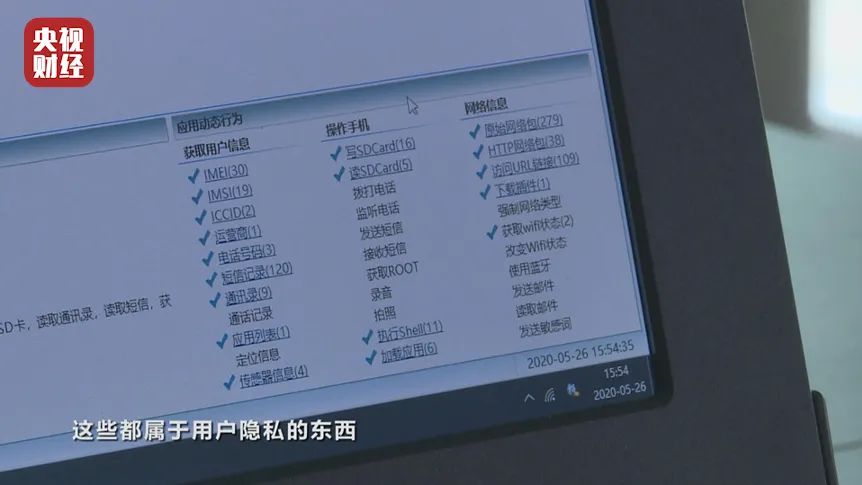 央视
财经
应用动态行为
获取用户信息
IMEI(30)
IMSI(19)
ICCID(2)
运营商(1)
电话号码(3)
短信记录(120)
通讯录(9)
通话记录
应用列表(1)
定位信息
传感器信息(4)
操作手机
写SDCard(16)
读SDCard(5)
拨打电话
监听电话
发送短信
接收短信
获取ROOT
录音
拍照
执行Shell(11)
加载应用(6)
网络信息
原始网络包(279)
HTTP网络包(38)
访问URL链接(109)
下载插件(1)
强制网络类型
获取wifi状态(2)
改变Wifi状态
使用蓝牙
发送邮件
读取邮件
发送敏感词
SD卡，读取通讯录，读取短信，获
2020-05-26 15:54:35
15:54
2020-05-26
这些都属于用户隐私的东西